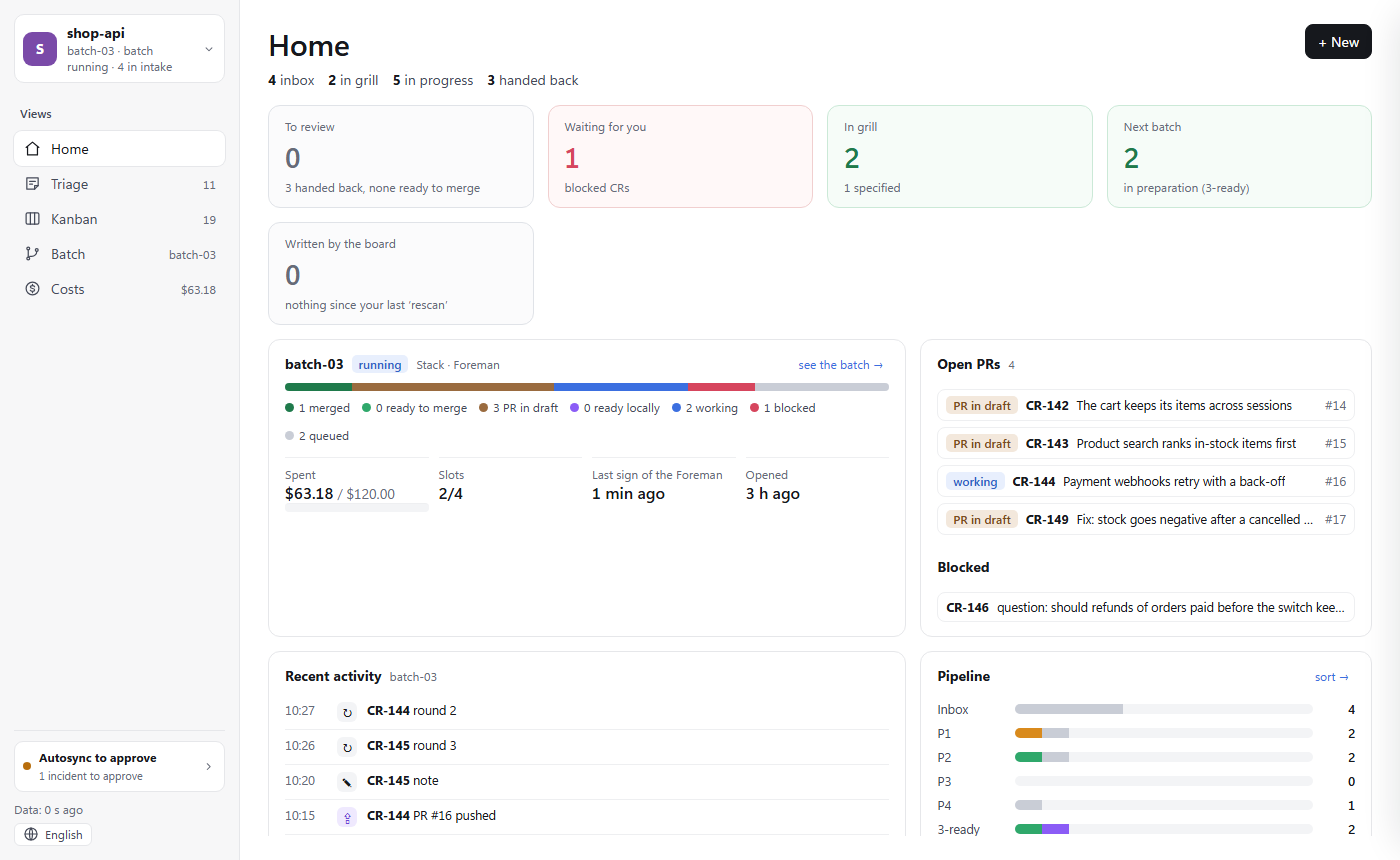 S
shop-api
batch-03 · batch
running · 4 in intake
Views
Home
Triage 11
Kanban 19
Batch batch-03
Costs $63.18
Autosync to approve
1 incident to approve
Data: 0 s ago
English
Home
+ New
4 inbox 2 in grill 5 in progress 3 handed back
To review
0
3 handed back, none ready to merge
Waiting for you
1
blocked CRs
In grill
2
1 specified
Next batch
2
in preparation (3-ready)
Written by the board
0
nothing since your last ‘rescan’
batch-03 running Stack · Foreman see the batch →
1 merged 0 ready to merge 3 PR in draft 0 ready locally 2 working 1 blocked
2 queued
Spent
$63.18 / $120.00
Slots
2/4
Last sign of the Foreman
1 min ago
Opened
3 h ago
Open PRs 4
PR in draft CR-142 The cart keeps its items across sessions #14
PR in draft CR-143 Product search ranks in-stock items first #15
working CR-144 Payment webhooks retry with a back-off #16
PR in draft CR-149 Fix: stock goes negative after a cancelled ... #17
Blocked
CR-146 question: should refunds of orders paid before the switch kee...
Recent activity batch-03
10:27 CR-144 round 2
10:26 CR-145 round 3
10:20 CR-145 note
10:15 CR-144 PR #16 pushed
Pipeline sort →
Inbox 4
P1 2
P2 2
P3 0
P4 1
3-ready 2